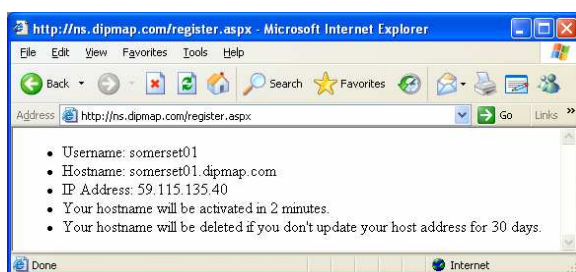 http://ns.dipmap.com/register.aspx - Microsoft Internet Explorer
File Edit View Favorites Tools Help
Back Search Favorites
Address http://ns.dipmap.com/register.aspx Go Links »
• Username: somerset01
• Hostname: somerset01.dipmap.com
• IP Address: 59.115.135.40
• Your hostname will be activated in 2 minutes.
• Your hostname will be deleted if you don't update your host address for 30 days.
Done Internet